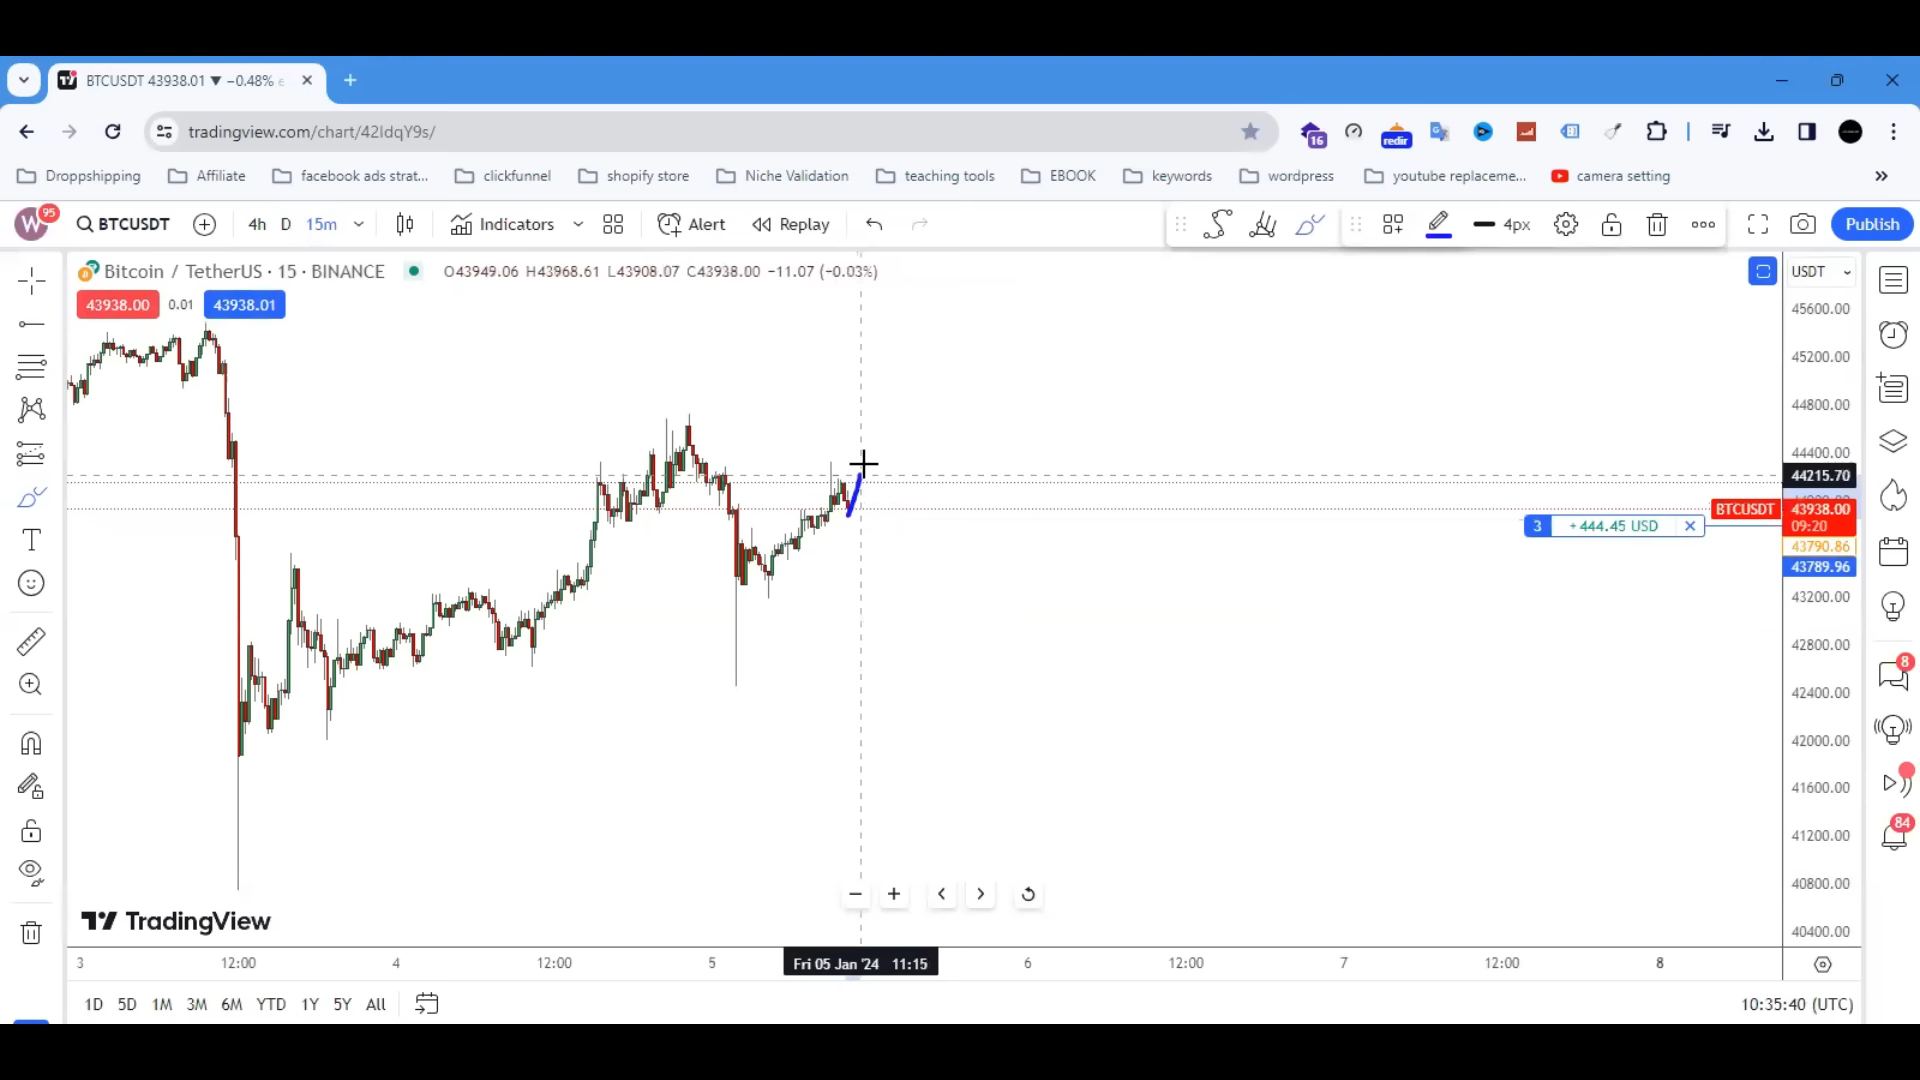 BTCUSDT 43938.01 ▼ −0.48%
tradingview.com/chart/42IdqY9s/
16
redir
Droppshipping Affiliate facebook ads strat... clickfunnel shopify store Niche Validation teaching tools EBOOK keywords wordpress youtube replaceme... camera setting »
W 95 BTCUSDT 4h D 15m Indicators Alert Replay 4px Publish
Bitcoin / TetherUS · 15 · BINANCE O43949.06 H43968.61 L43908.07 C43938.00 −11.07 (−0.03%) USDT
43938.00 0.01 43938.01
45600.00
45200.00
44800.00
44400.00
44215.70
BTCUSDT 43938.00
09:20
3 +444.45 USD
43790.86
43789.96
43200.00
42800.00
42400.00
42000.00
41600.00
41200.00
40800.00
40400.00
8
84
TradingView
3 12:00 4 12:00 5 Fri 05 Jan '24 11:15 6 12:00 7 12:00 8
1D 5D 1M 3M 6M YTD 1Y 5Y All 10:35:40 (UTC)